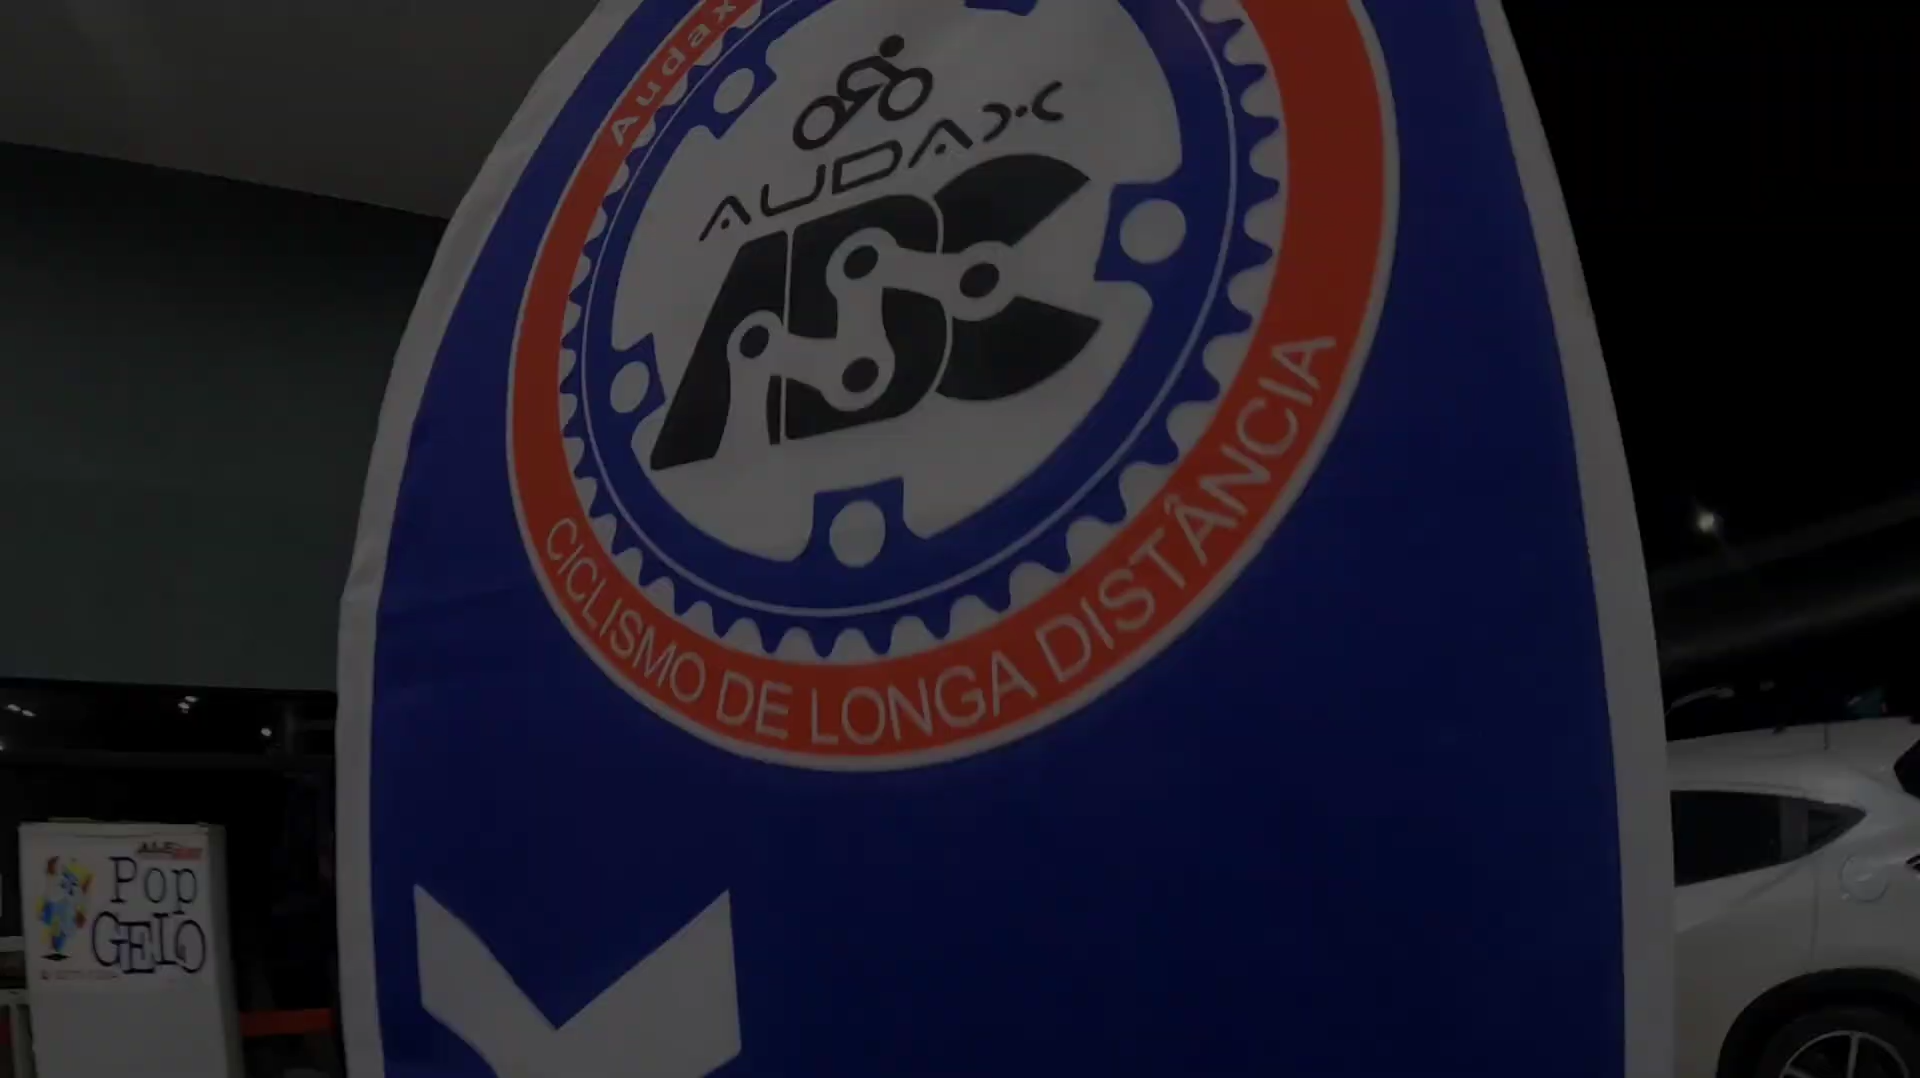 Audax
AUDAX
ABC
CICLISMO DE LONGA DISTÂNCIA
Pop
GELO